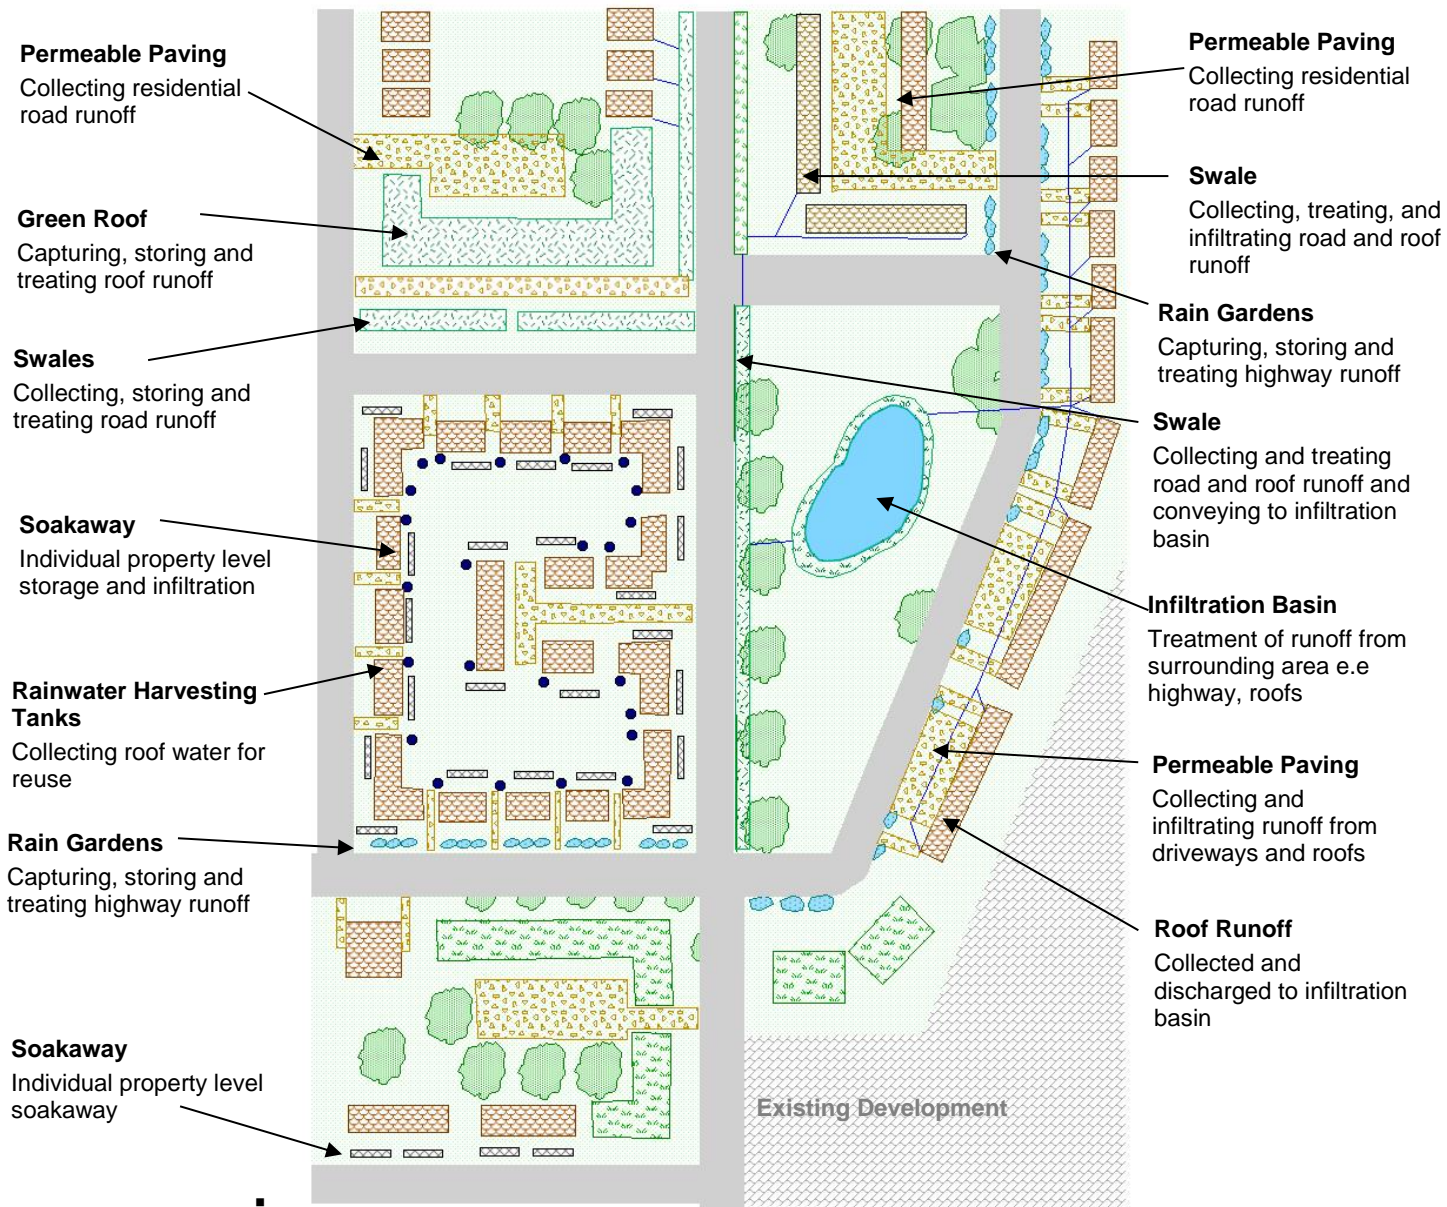 Permeable Paving
Collecting residential
road runoff
Green Roof
Capturing, storing and
treating roof runoff
Swales
Collecting, storing and
treating road runoff
Soakaway
Individual property level
storage and infiltration
Rainwater Harvesting
Tanks
Collecting roof water for
reuse
Rain Gardens
Capturing, storing and
treating highway runoff
Soakaway
Individual property level
soakaway
Permeable Paving
Collecting residential
road runoff
Swale
Collecting, treating, and
infiltrating road and roof
runoff
Rain Gardens
Capturing, storing and
treating highway runoff
Swale
Collecting and treating
road and roof runoff and
conveying to infiltration
basin
Infiltration Basin
Treatment of runoff from
surrounding area e.e
highway, roofs
Permeable Paving
Collecting and
infiltrating runoff from
driveways and roofs
Roof Runoff
Collected and
discharged to infiltration
basin
Existing Development